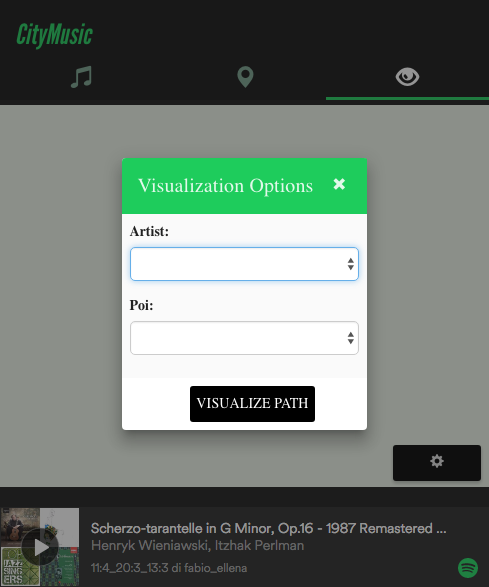 CityMusic
Visualization Options
Artist:
Poi:
VISUALIZE PATH
Scherzo-tarantelle in G Minor, Op.16 - 1987 Remastered ...
Henryk Wieniawski, Itzhak Perlman
11:4_20:3_13:3 di fabio_ellena
JAZZ
SINGERS